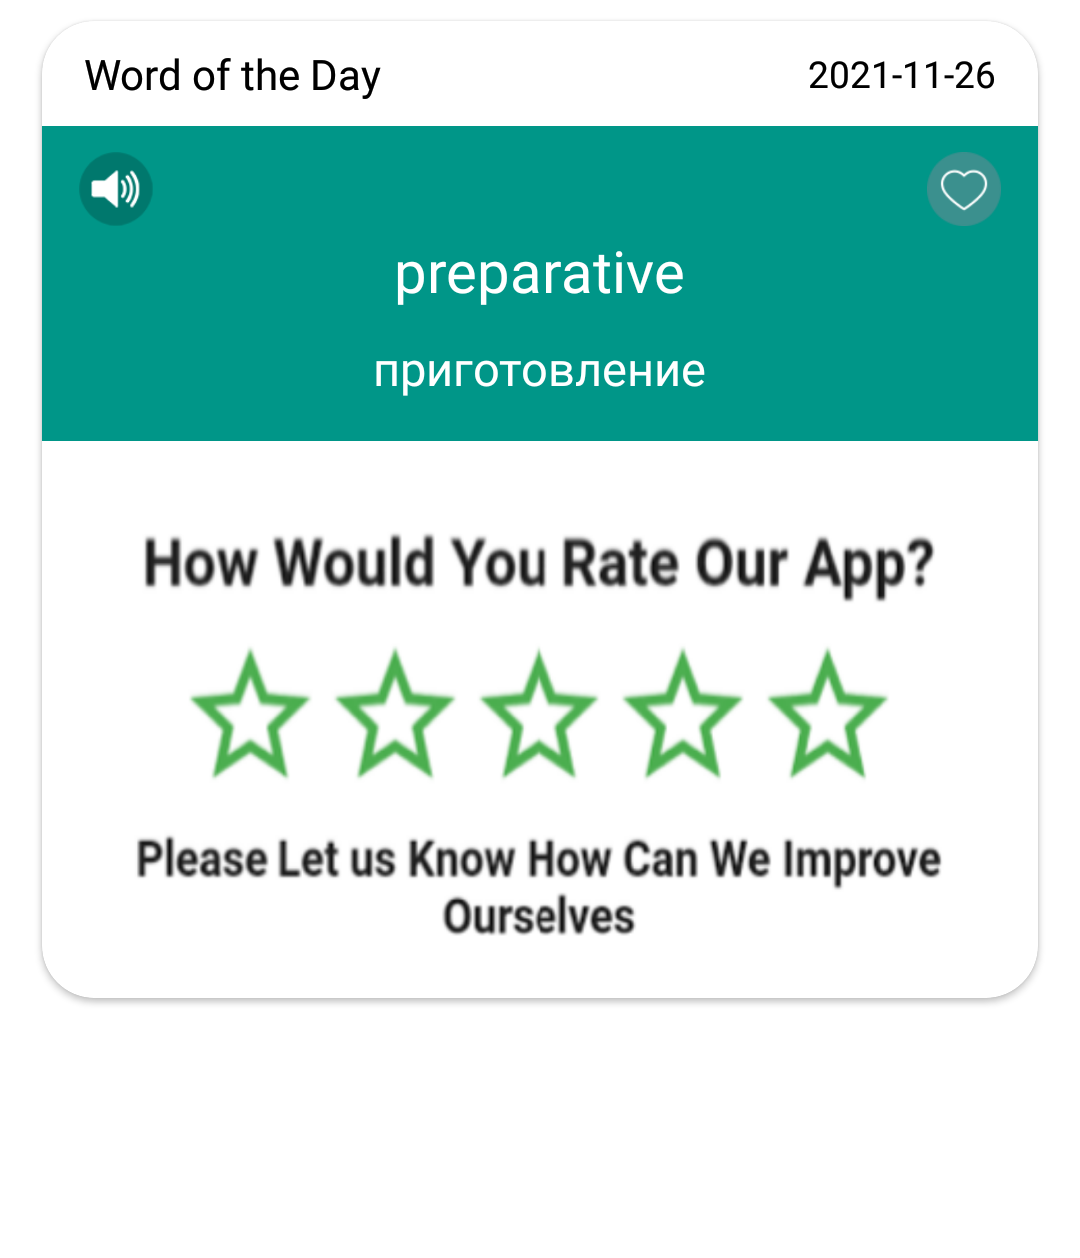 Word of the Day
2021-11-26
preparative
приготовление
How Would You Rate Our App?
Please Let us Know How Can We Improve
Ourselves